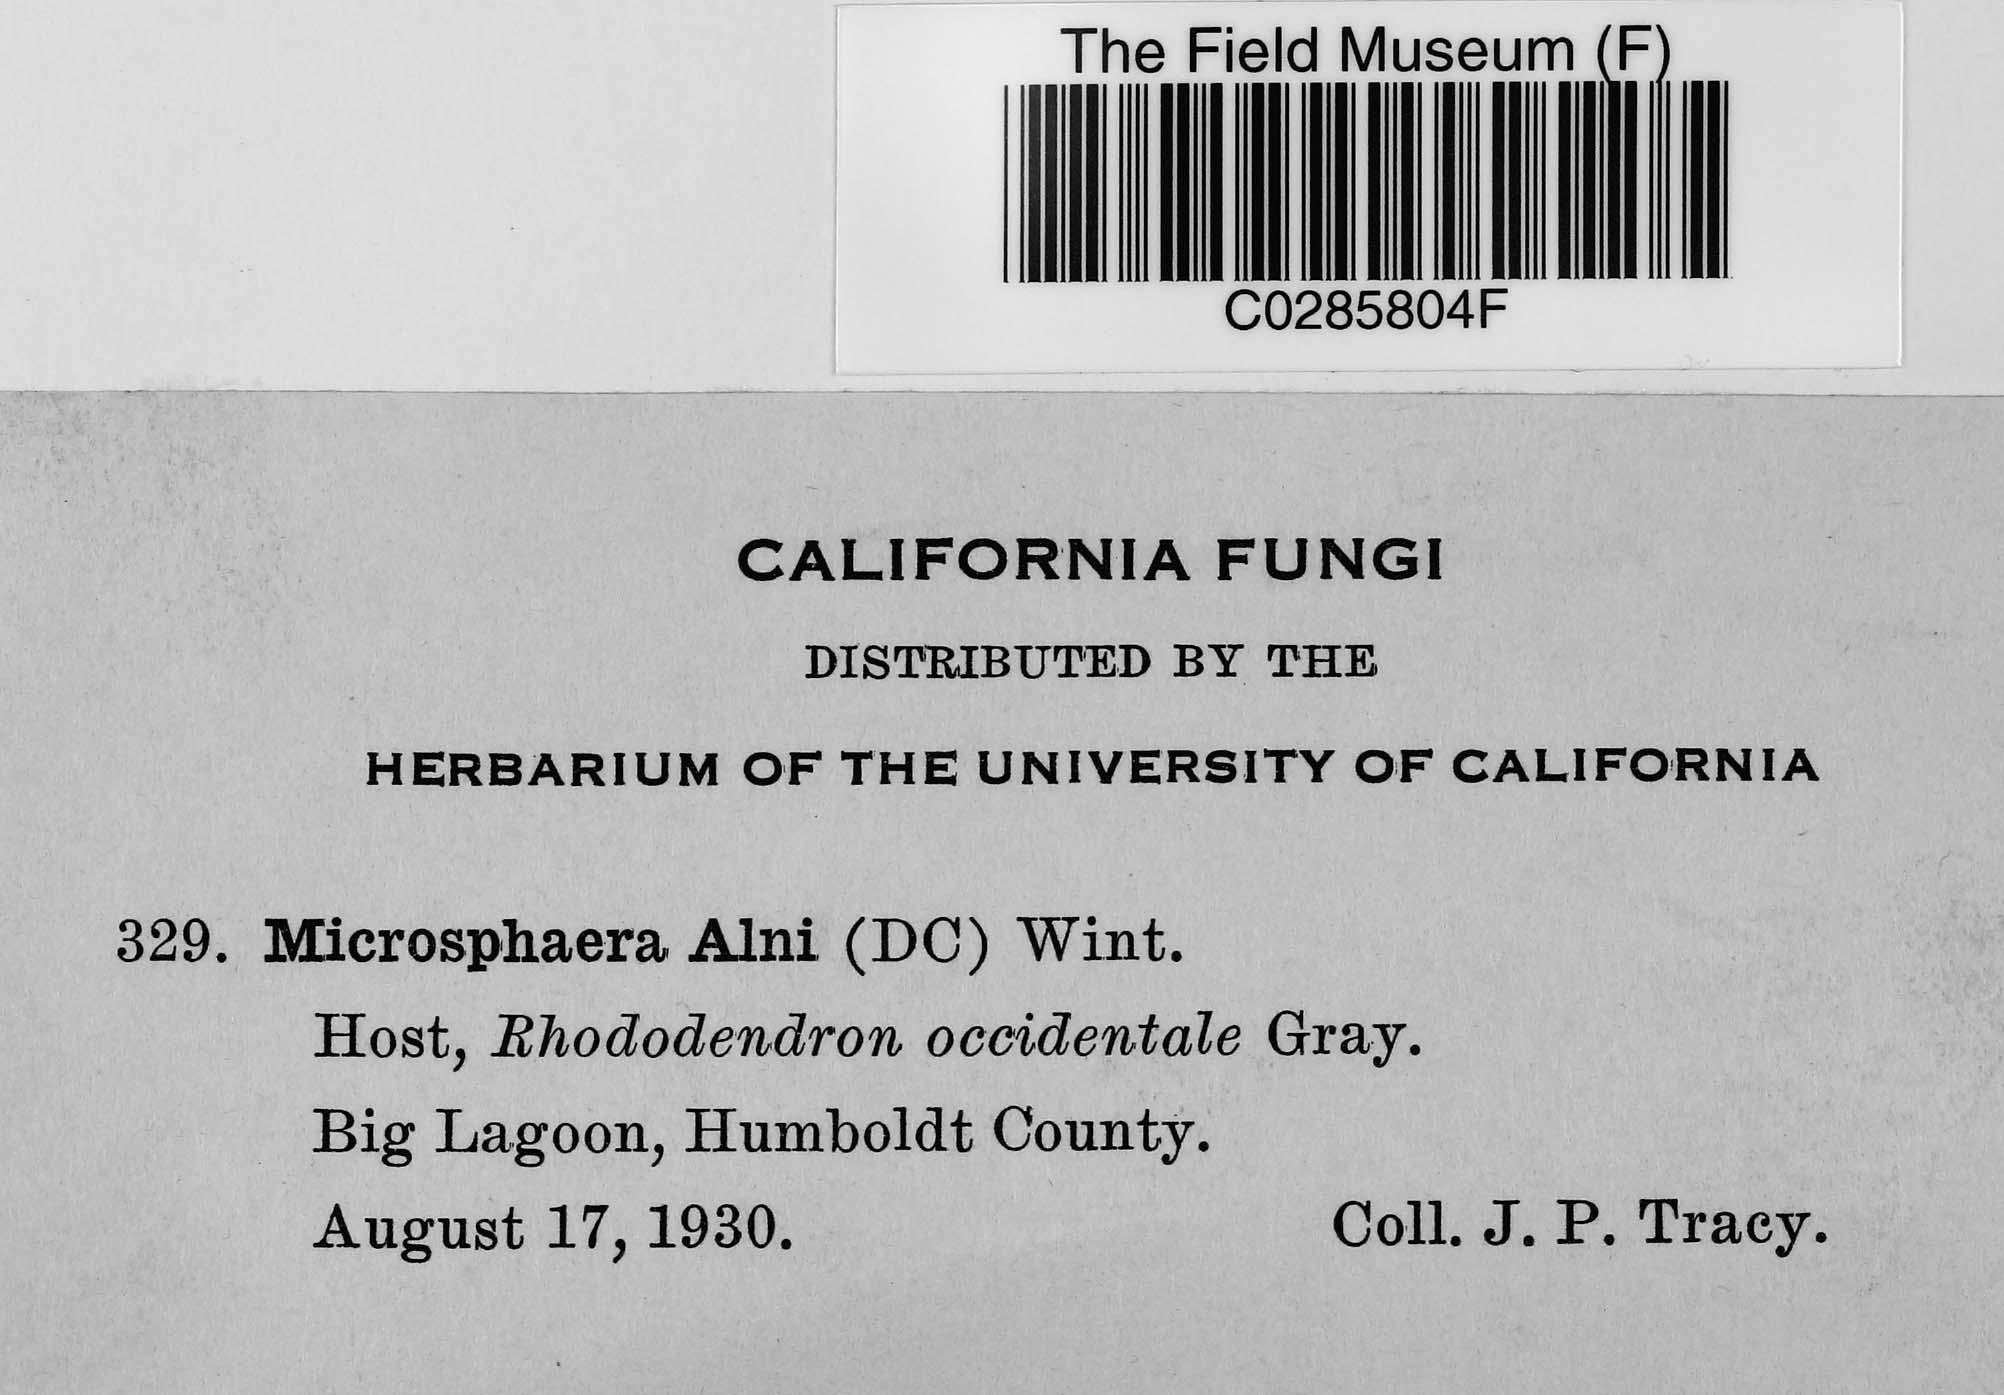 The Field Museum (F)
C0285804F
CALIFORNIA FUNGI
DISTRIBUTED BY THE
HERBARIUM OF THE UNIVERSITY OF CALIFORNIA
329. Microsphaera Alni (DC) Wint.
Host, Rhododendron occidentale Gray.
Big Lagoon, Humboldt County.
August 17, 1930. Coll. J. P. Tracy.